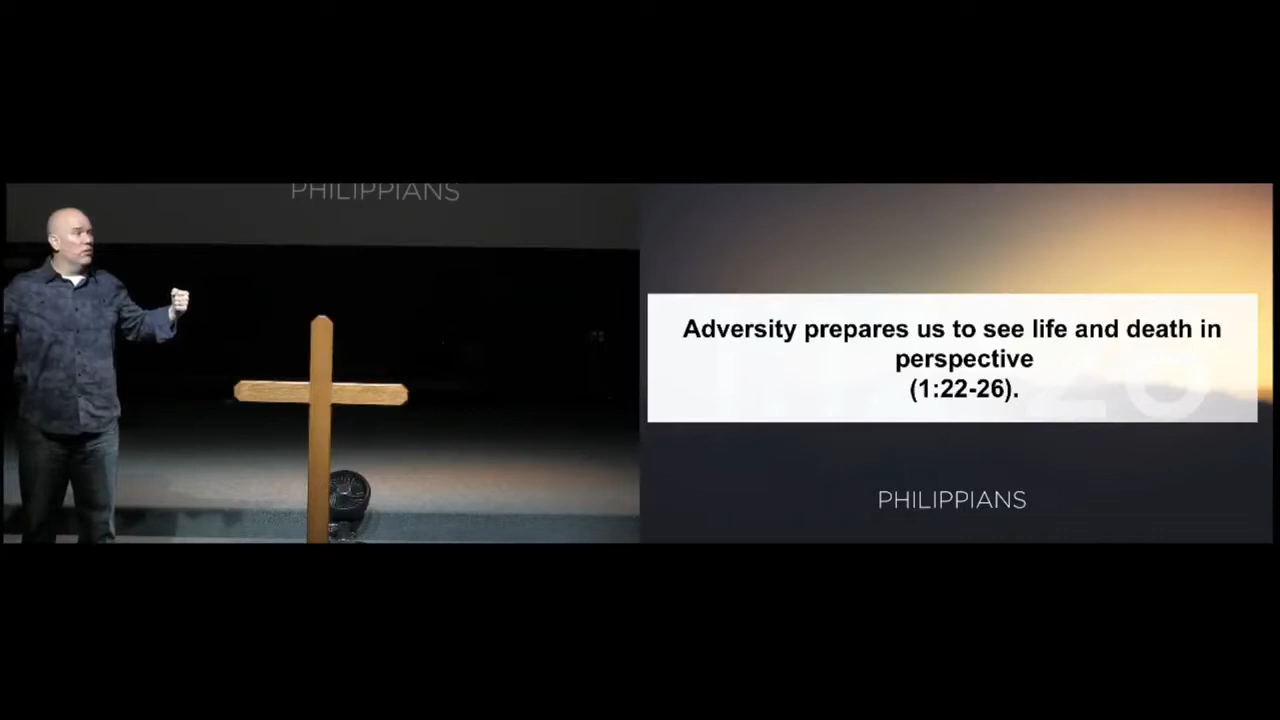 PHILIPPIANS
Adversity prepares us to see life and death in
perspective
(1:22-26).
PHILIPPIANS